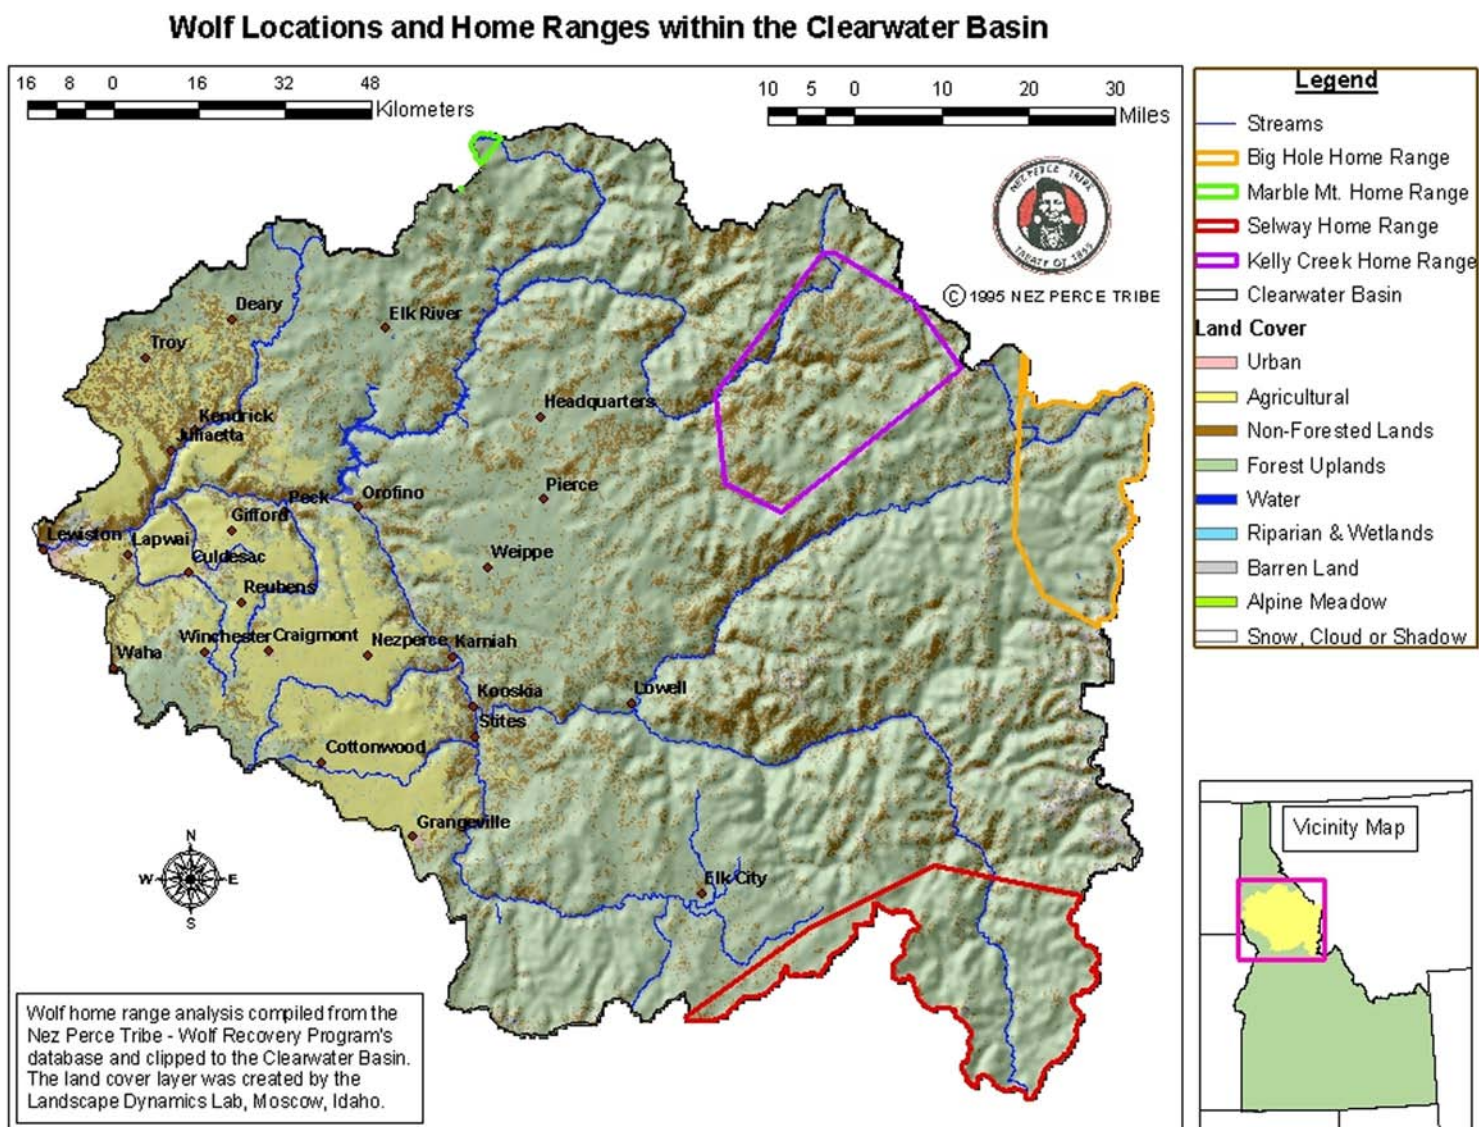 Wolf Locations and Home Ranges within the Clearwater Basin
16 8 0 16 32 48
Kilometers
10 5 0 10 20 30
Miles
NEZ PERCE TRIBE
TREATY OF 1855
© 1995 NEZ PERCE TRIBE
Deary
Elk River
Troy
Headquarters
Kendrick
Juliaetta
Pierce
Peck
Orofino
Gifford
Lewiston
Lapwai
Culdesac
Weippe
Reubens
Winchester
Craigmont
Nezperce
Kamiah
Waha
Kooskia
Lowell
Stites
Cottonwood
Grangeville
Elk City
N
W
E
S
Wolf home range analysis compiled from the
Nez Perce Tribe - Wolf Recovery Program's
database and clipped to the Clearwater Basin.
The land cover layer was created by the
Landscape Dynamics Lab, Moscow, Idaho.
Legend
Streams
Big Hole Home Range
Marble Mt. Home Range
Selway Home Range
Kelly Creek Home Range
Clearwater Basin
Land Cover
Urban
Agricultural
Non-Forested Lands
Forest Uplands
Water
Riparian & Wetlands
Barren Land
Alpine Meadow
Snow, Cloud or Shadow
Vicinity Map